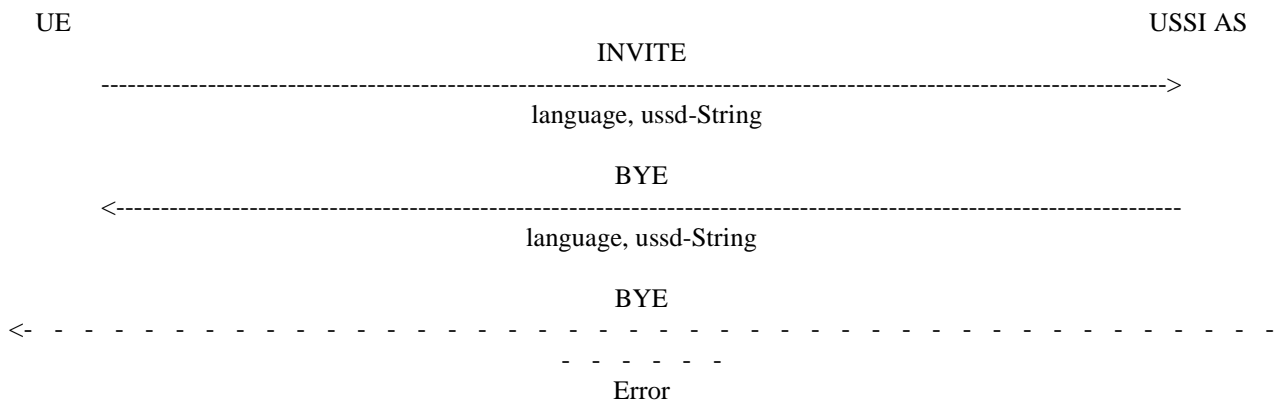 UE USSI AS
INVITE
---------------------------------------------------------------------------------------------------------------------->
language, ussd-String
BYE
<----------------------------------------------------------------------------------------------------------------------
language, ussd-String
BYE
<- - - - - - - - - - - - - - - - - - - - - - - - - - - - - - - - - - - - - - - - - -
- - - - - -
Error